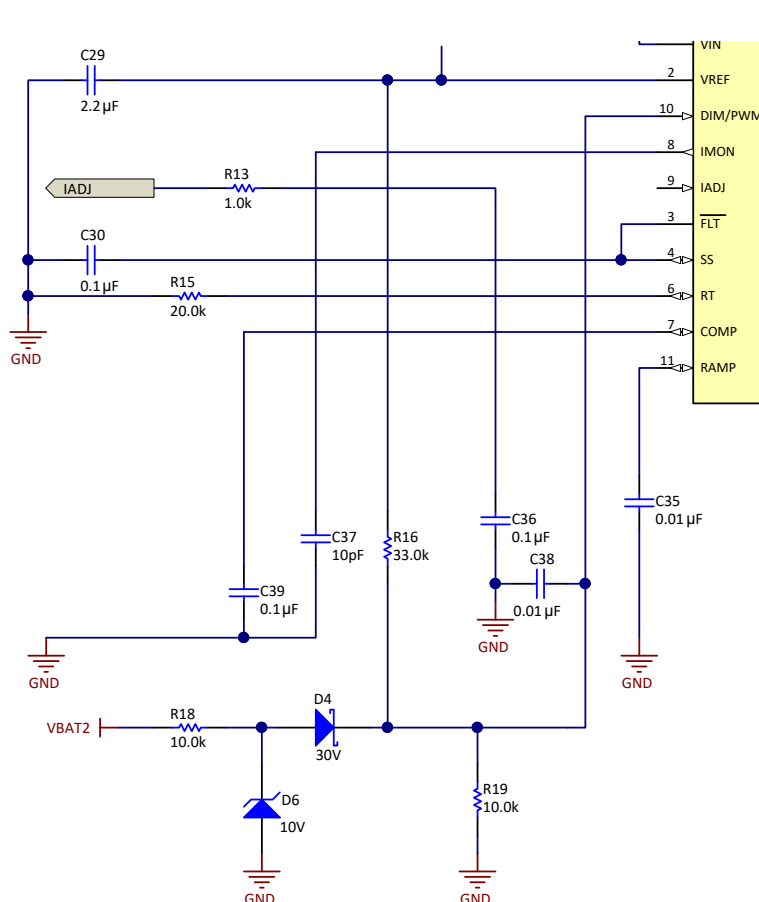 VIN
C29
2.2µF
2
VREF
10
DIM/PWM
8
IMON
IADJ
R13
1.0k
9
IADJ
3
FLT
C30
0.1µF
4
SS
R15
20.0k
6
RT
GND
7
COMP
11
RAMP
C35
0.01µF
C36
0.1µF
C37
10pF
R16
33.0k
C38
0.01µF
C39
0.1µF
GND
GND
GND
VBAT2
R18
10.0k
D4
30V
D6
10V
R19
10.0k
GND
GND